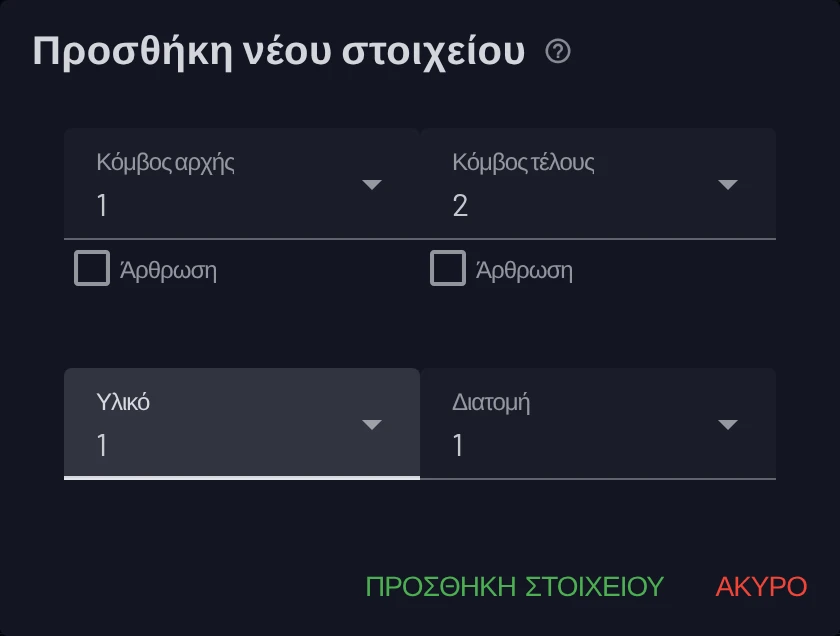 Προσθήκη νέου στοιχείου
Κόμβος αρχής Κόμβος τέλους
1 2
Άρθρωση Άρθρωση
Υλικό Διατομή
1 1
ΠΡΟΣΘΗΚΗ ΣΤΟΙΧΕΙΟΥ ΑΚΥΡΟ